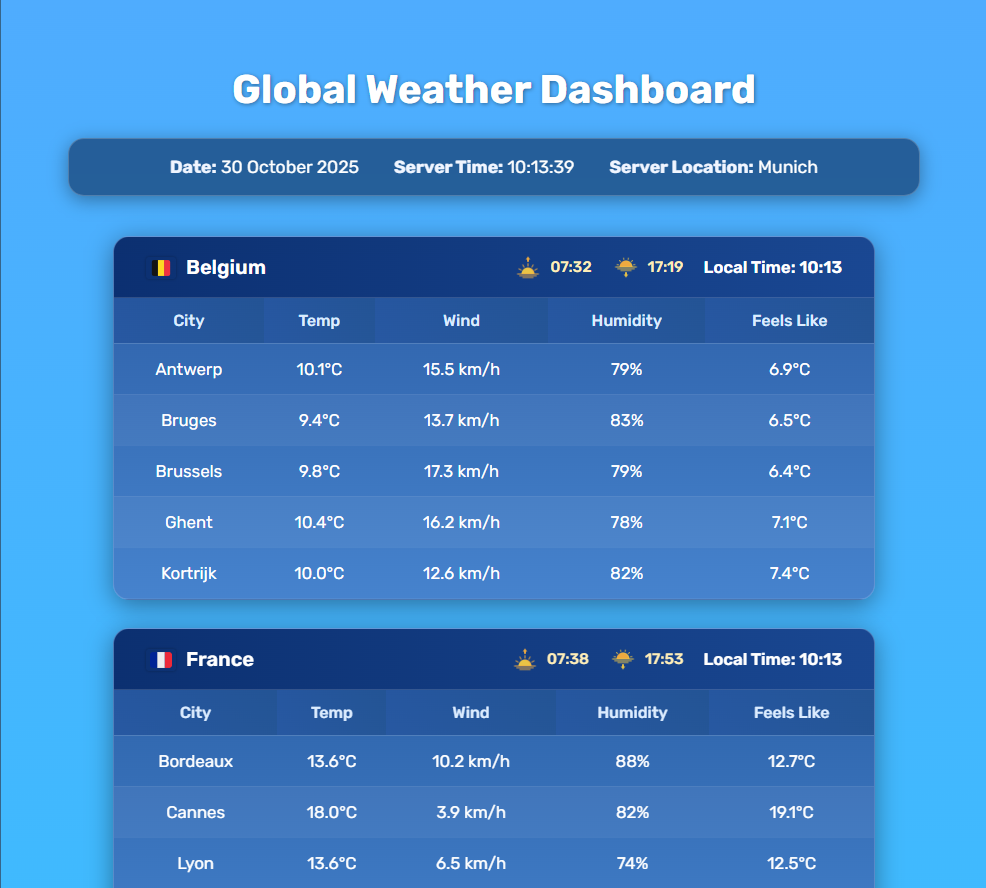 Global Weather Dashboard
Date: 30 October 2025 Server Time: 10:13:39 Server Location: Munich
Belgium 07:32 17:19 Local Time: 10:13
City Temp Wind Humidity Feels Like
Antwerp 10.1°C 15.5 km/h 79% 6.9°C
Bruges 9.4°C 13.7 km/h 83% 6.5°C
Brussels 9.8°C 17.3 km/h 79% 6.4°C
Ghent 10.4°C 16.2 km/h 78% 7.1°C
Kortrijk 10.0°C 12.6 km/h 82% 7.4°C
France 07:38 17:53 Local Time: 10:13
City Temp Wind Humidity Feels Like
Bordeaux 13.6°C 10.2 km/h 88% 12.7°C
Cannes 18.0°C 3.9 km/h 82% 19.1°C
Lyon 13.6°C 6.5 km/h 74% 12.5°C